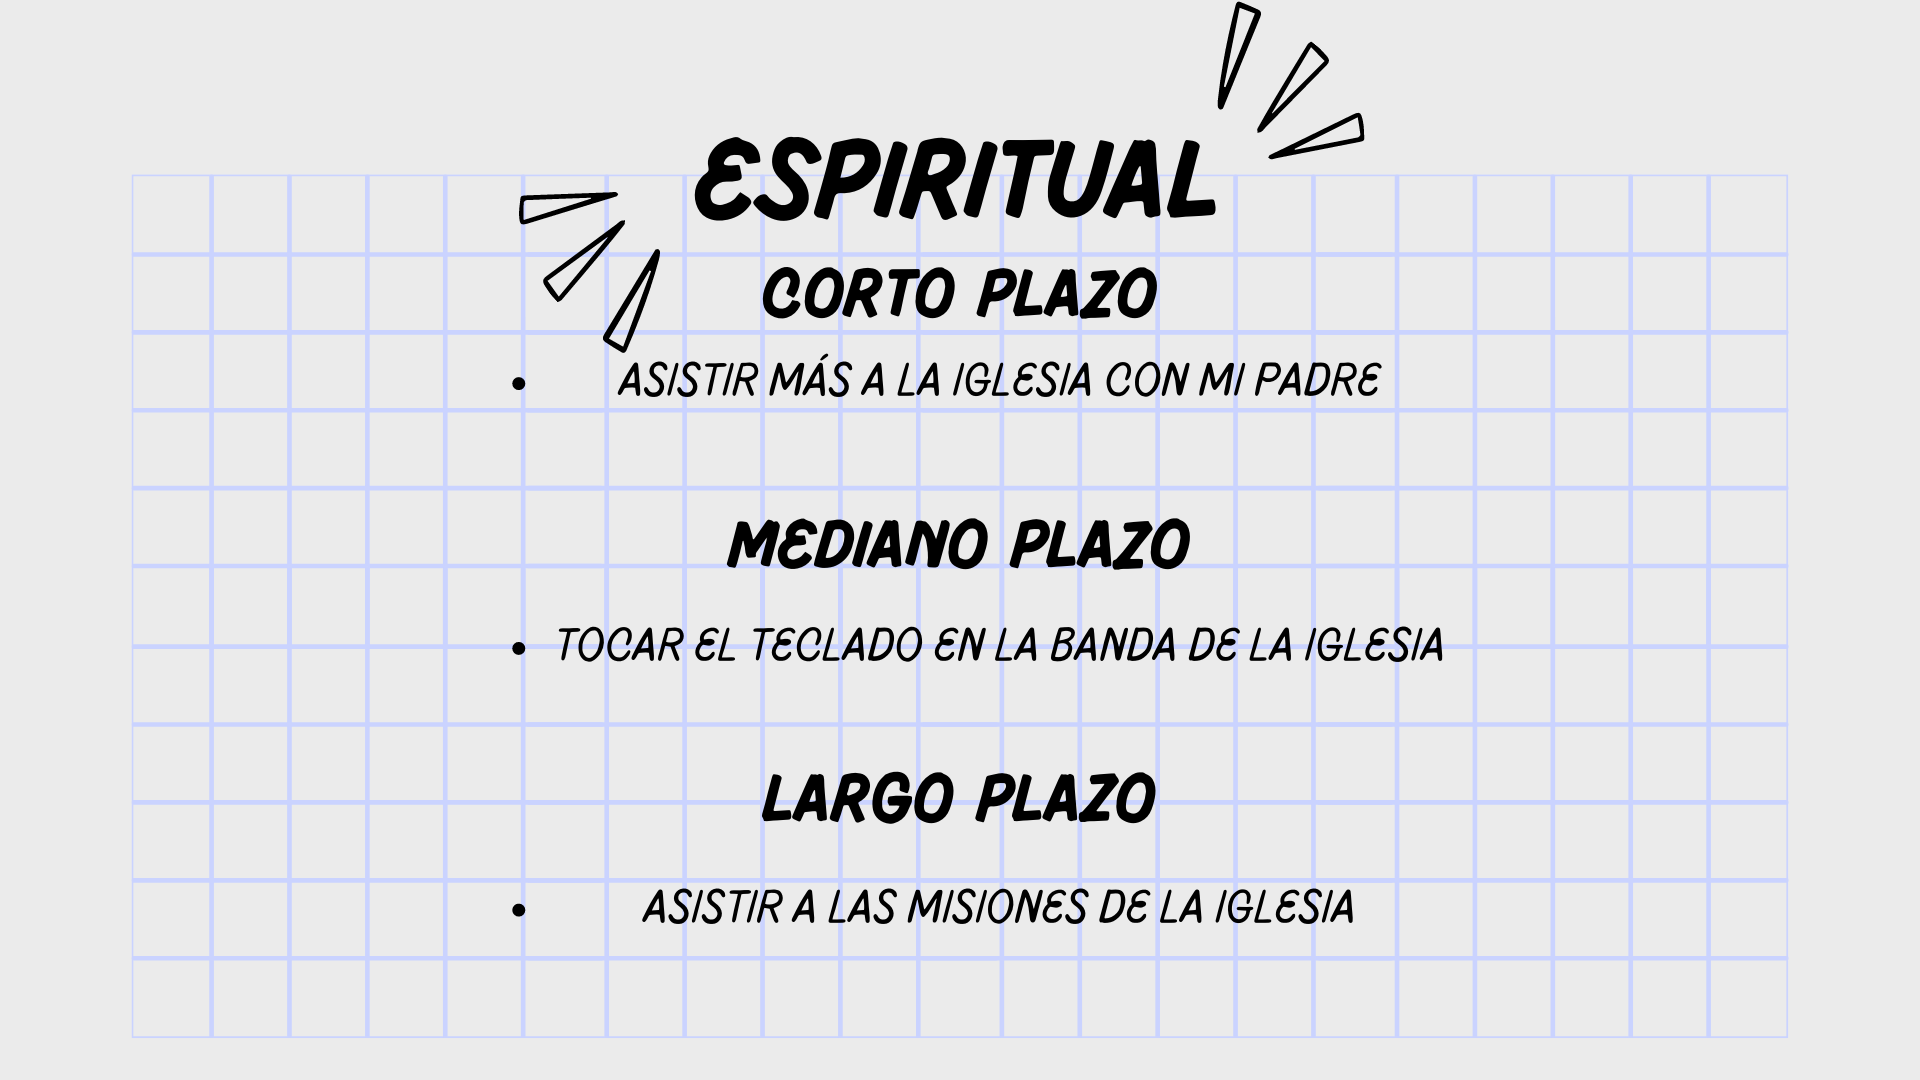 ESPIRITUAL
CORTO PLAZO
• ASISTIR MÁS A LA IGLESIA CON MI PADRE
MEDIANO PLAZO
• TOCAR EL TECLADO EN LA BANDA DE LA IGLESIA
LARGO PLAZO
• ASISTIR A LAS MISIONES DE LA IGLESIA